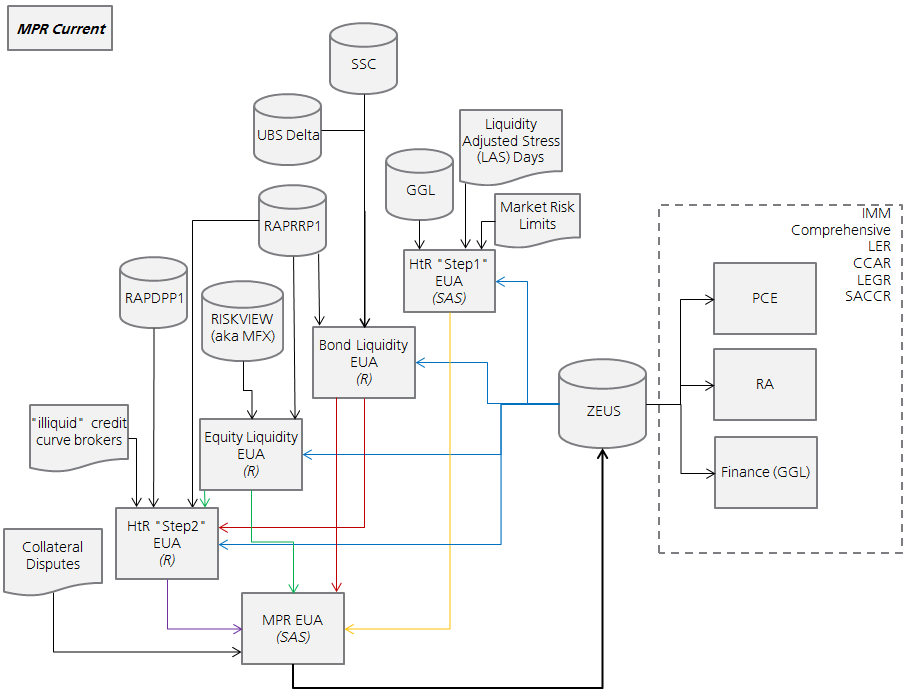 MPR Current
SSC
UBS Delta
Liquidity
Adjusted Stress
(LAS) Days
GGL
Market Risk
Limits
RAPRRP1
IMM
Comprehensive
LER
CCAR
LEGR
SACCR
HtR "Step1"
EUA
(SAS)
RAPDPP1
RISKVIEW
(aka MFX)
PCE
Bond Liquidity
EUA
(R)
RA
ZEUS
"illiquid" credit
curve brokers
Equity Liquidity
EUA
(R)
Finance (GGL)
HtR "Step2"
EUA
(R)
Collateral
Disputes
MPR EUA
(SAS)